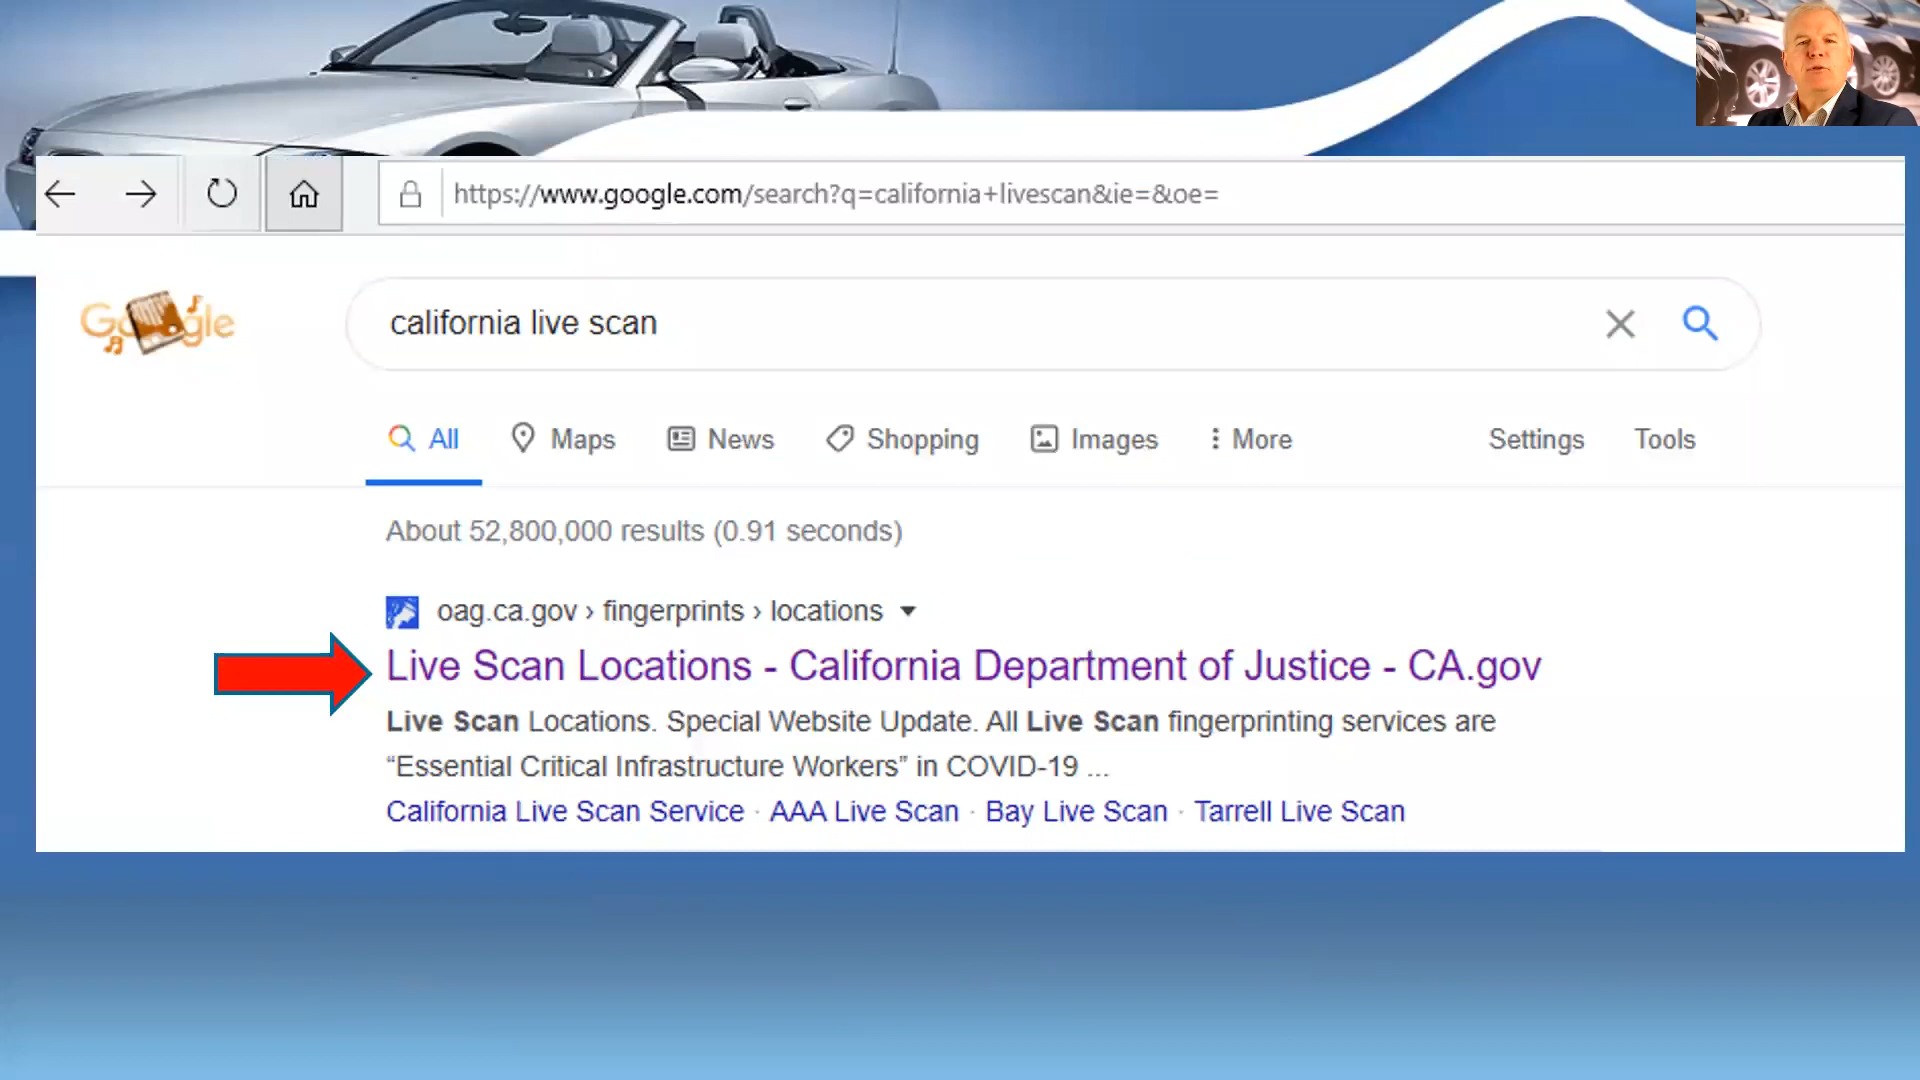 https://www.google.com/search?q=california+livescan&ie=&oe=
Google
california live scan
All Maps News Shopping Images More Settings Tools
About 52,800,000 results (0.91 seconds)
oag.ca.gov › fingerprints › locations
Live Scan Locations - California Department of Justice - CA.gov
Live Scan Locations. Special Website Update. All Live Scan fingerprinting services are
“Essential Critical Infrastructure Workers” in COVID-19 ...
California Live Scan Service · AAA Live Scan · Bay Live Scan · Tarrell Live Scan